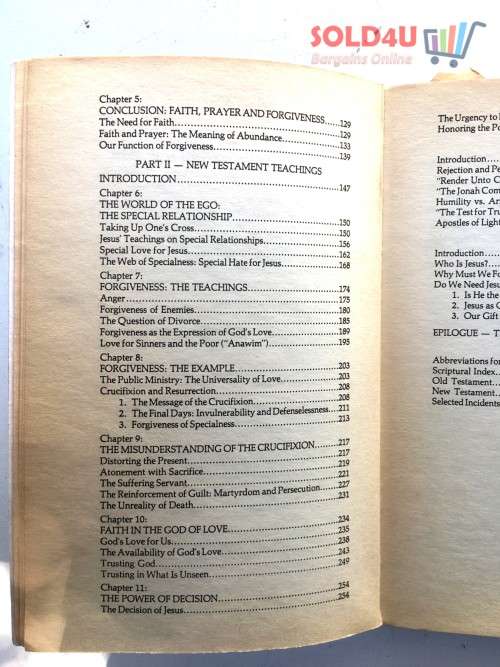 SOLD4U
Bargains Online
Chapter 5:
CONCLUSION: FAITH, PRAYER AND FORGIVENESS 129
The Need for Faith 129
Faith and Prayer: The Meaning of Abundance 133
Our Function of Forgiveness 139
PART II — NEW TESTAMENT TEACHINGS
INTRODUCTION 147
Chapter 6:
THE WORLD OF THE EGO:
THE SPECIAL RELATIONSHIP 150
Taking Up One's Cross 150
Jesus' Teachings on Special Relationships 156
Special Love for Jesus 162
The Web of Specialness: Special Hate for Jesus 168
Chapter 7:
FORGIVENESS: THE TEACHINGS 174
Anger 175
Forgiveness of Enemies 180
The Question of Divorce 185
Forgiveness as the Expression of God's Love 189
Love for Sinners and the Poor ("Anawim") 195
Chapter 8:
FORGIVENESS: THE EXAMPLE 203
The Public Ministry: The Universality of Love 203
Crucifixion and Resurrection 208
1. The Message of the Crucifixion 208
2. The Final Days: Invulnerability and Defenselessness 211
3. Forgiveness of Specialness 213
Chapter 9:
THE MISUNDERSTANDING OF THE CRUCIFIXION 217
Distorting the Present 217
Atonement with Sacrifice 219
The Suffering Servant 221
The Reinforcement of Guilt: Martyrdom and Persecution 227
The Unreality of Death 231
Chapter 10:
FAITH IN THE GOD OF LOVE 234
God's Love for Us 235
The Availability of God's Love 238
Trusting God 243
Trusting in What Is Unseen 249
Chapter 11:
THE POWER OF DECISION 254
The Decision of Jesus 254
The Urgency to
Honoring the
Introduction
Rejection and
"Render Unto
"The Jonah
Humility vs.
"The Test for
Apostles of
Introduction
Who Is Jesus?
Why Must We
Do We Need
1. Is He the
2. Jesus as
3. Our Gift
EPILOGUE —
Abbreviations for
Scriptural Index
Old Testament
New Testament
Selected Incidents